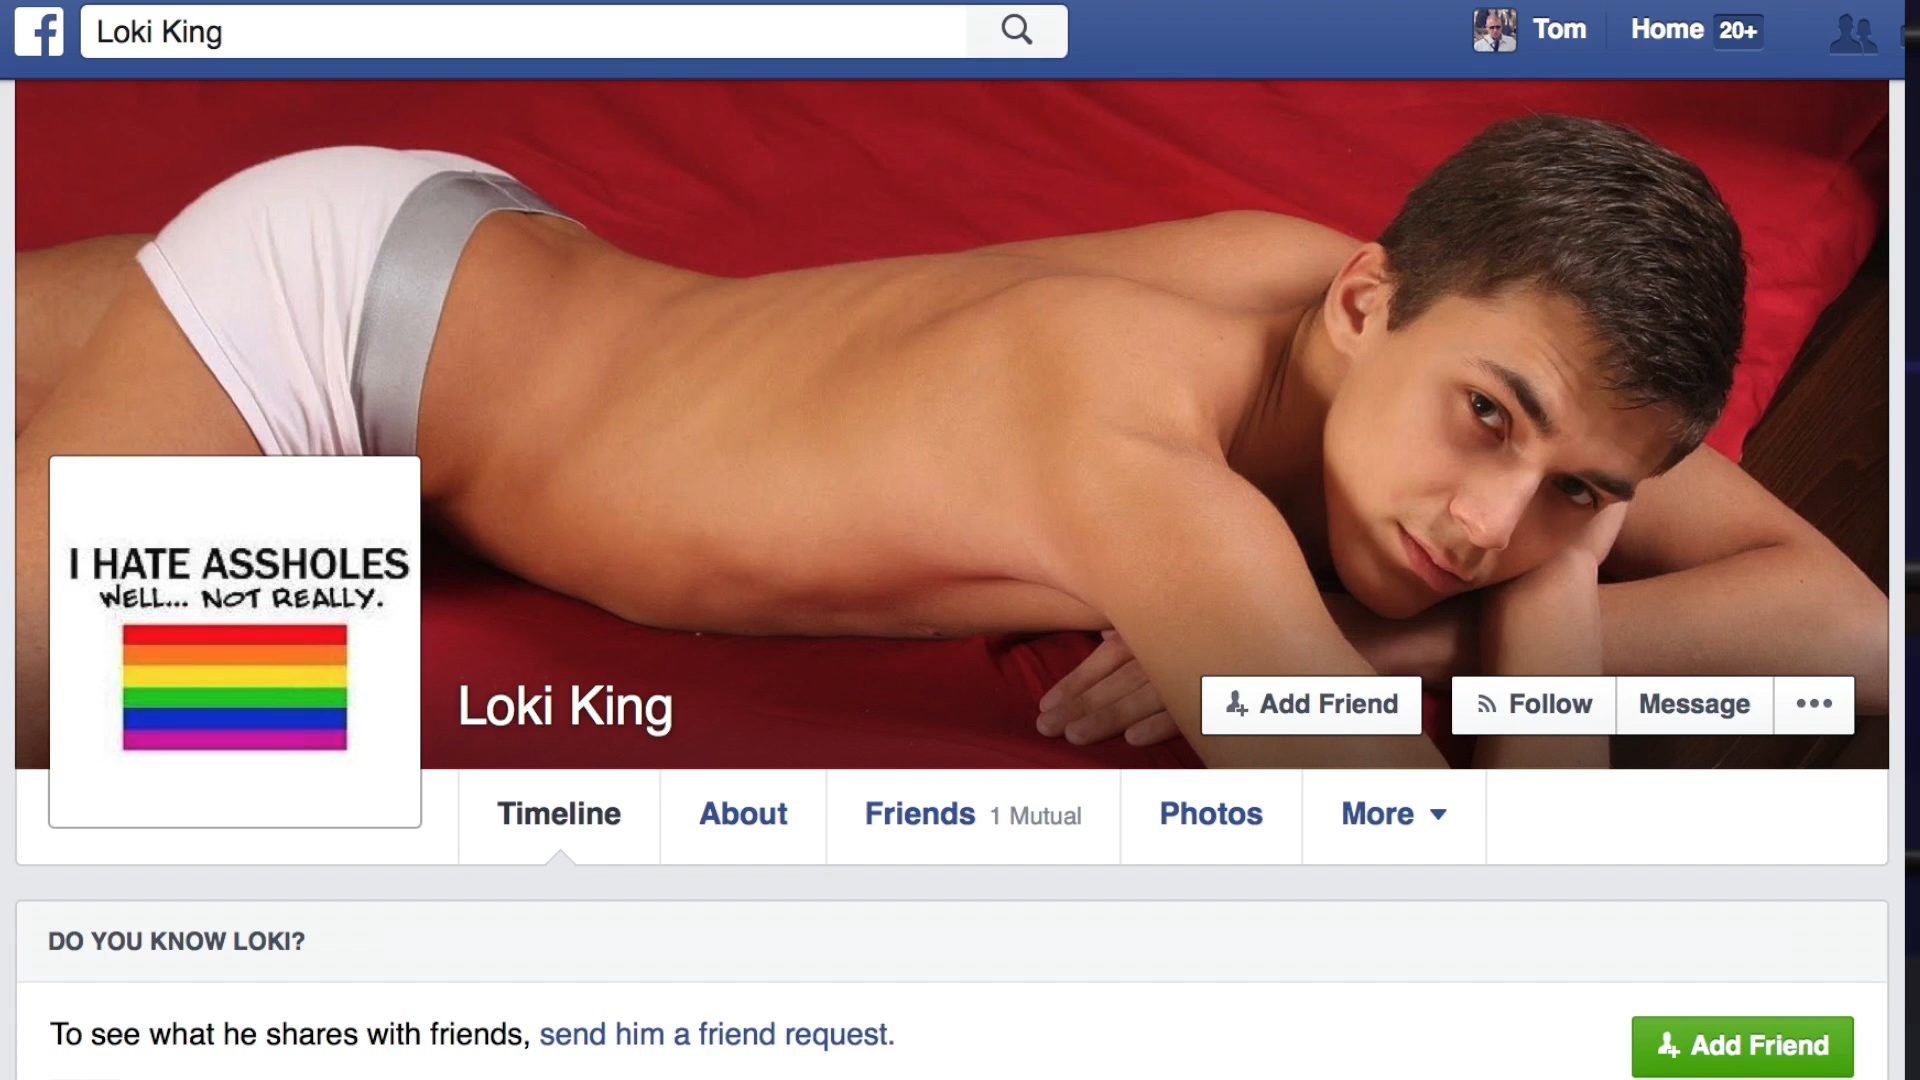 Loki King
Tom
Home 20+
I HATE ASSHOLES
WELL... NOT REALLY.
Loki King
Add Friend
Follow
Message
Timeline
About
Friends 1 Mutual
Photos
More
DO YOU KNOW LOKI?
To see what he shares with friends, send him a friend request.
Add Friend